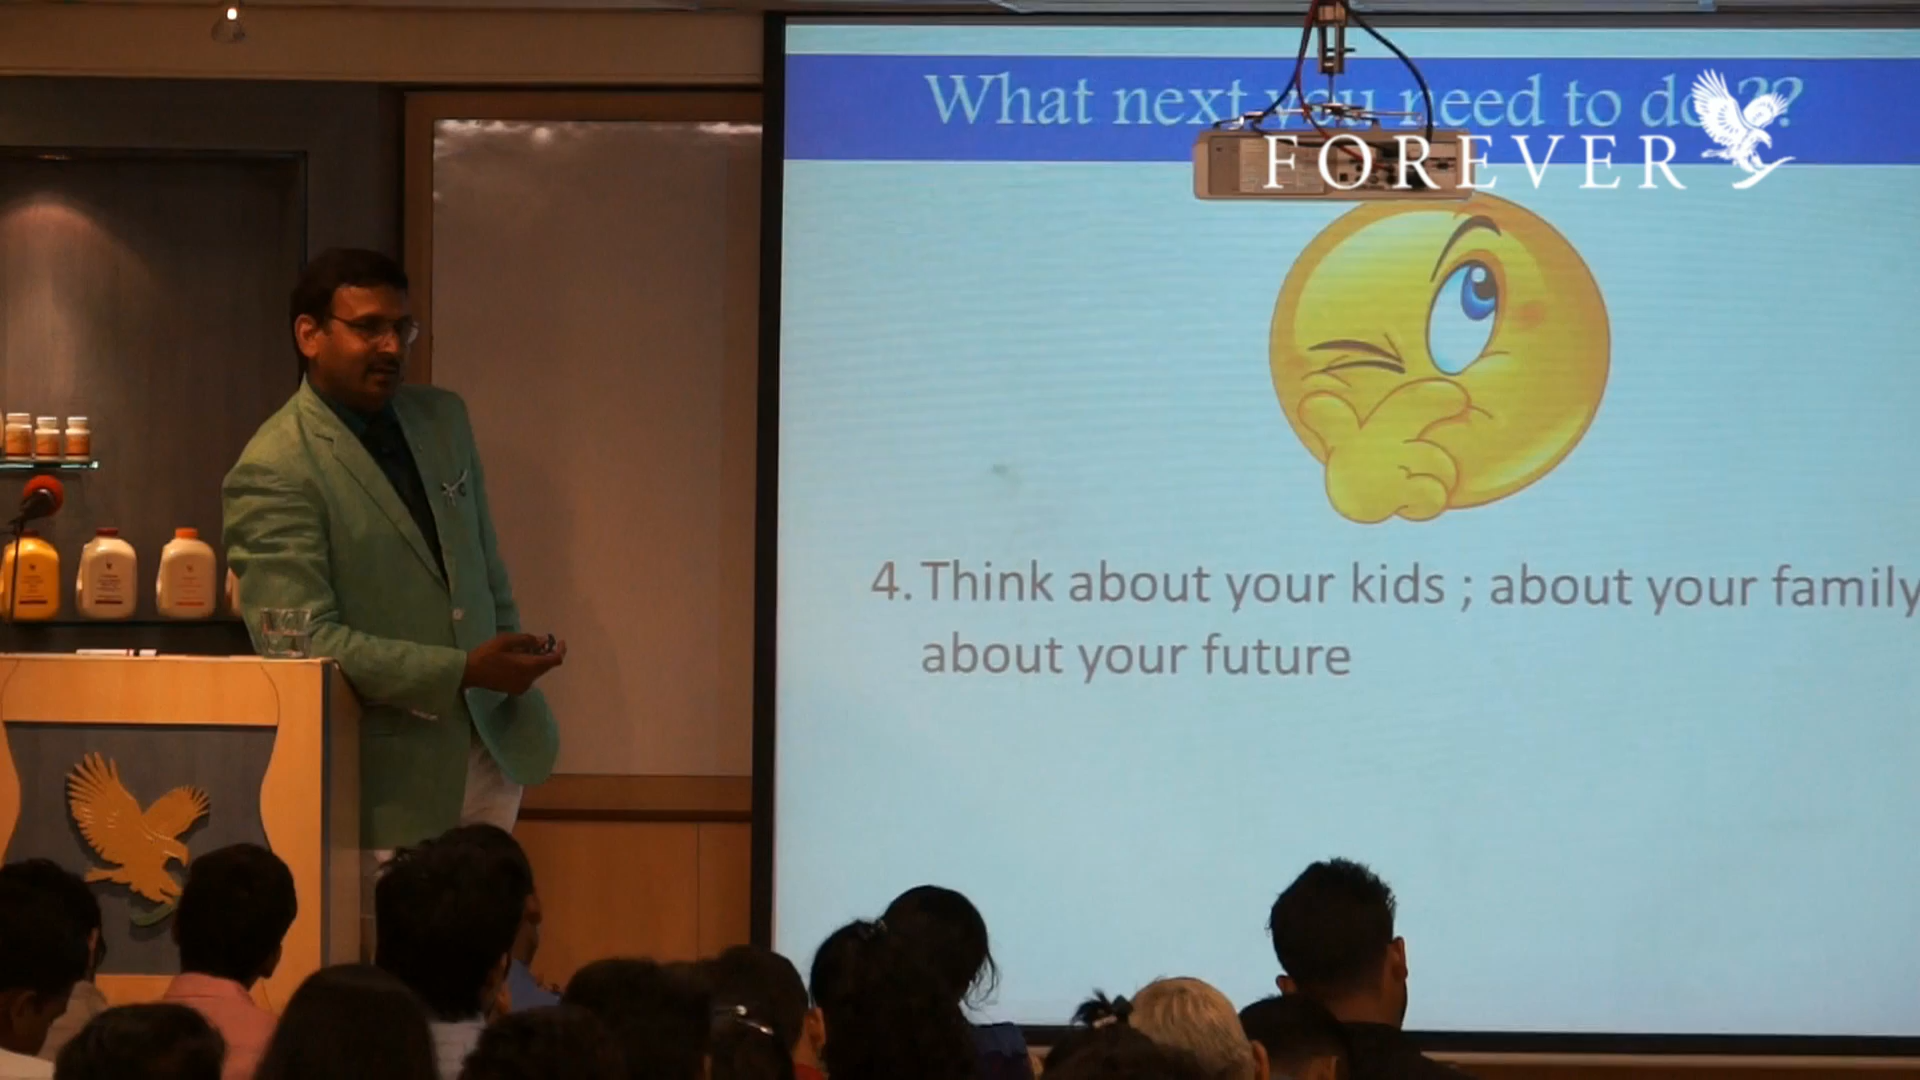 What next you need to do??
FOREVER
4. Think about your kids ; about your family
about your future